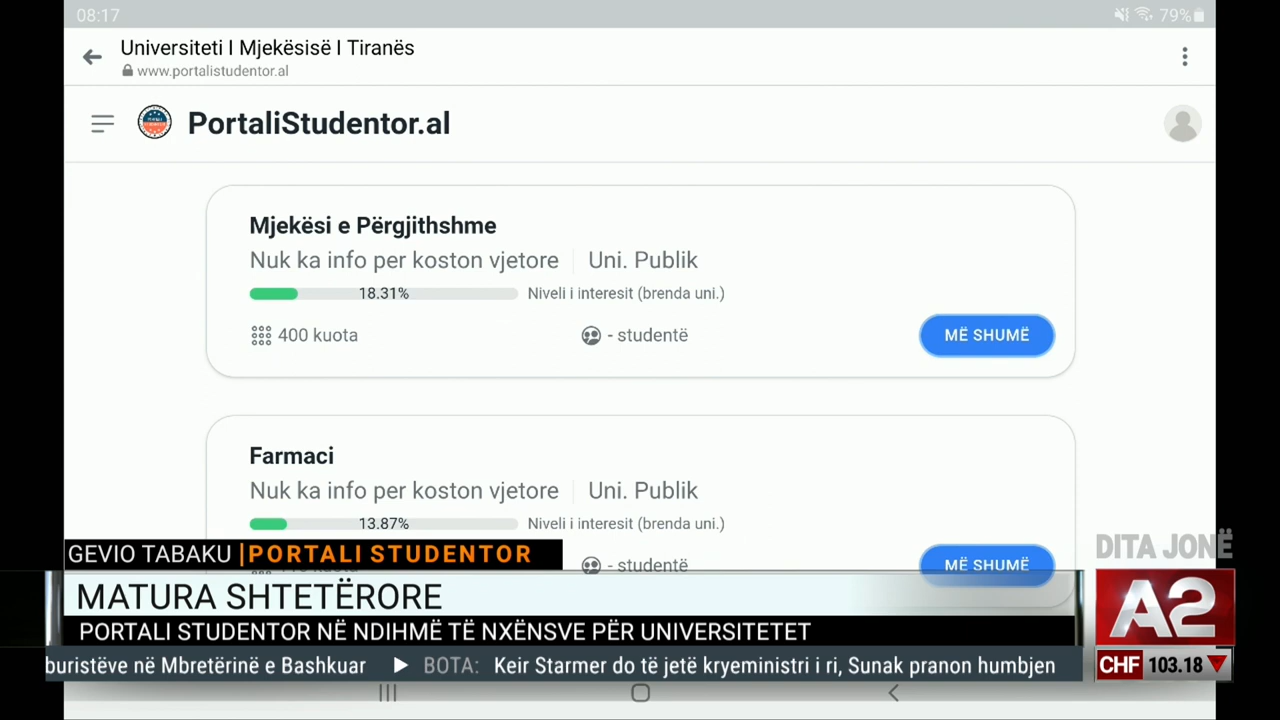 08:17
79%
Universiteti I Mjekësisë I Tiranës
www.portalistudentor.al
PortaliStudentor.al
Mjekësi e Përgjithshme
Nuk ka info per koston vjetore
Uni. Publik
18.31%
Niveli i interesit (brenda uni.)
400 kuota
- studentë
MË SHUMË
Farmaci
Nuk ka info per koston vjetore
Uni. Publik
13.87%
Niveli i interesit (brenda uni.)
kuota
- studentë
MË SHUMË
GEVIO TABAKU | PORTALI STUDENTOR
DITA JONË
MATURA SHTETËRORE
A2
PORTALI STUDENTOR NË NDIHMË TË NXËNSVE PËR UNIVERSITETET
buristëve në Mbretërinë e Bashkuar ▶ BOTA: Keir Starmer do të jetë kryeministri i ri, Sunak pranon humbjen
CHF 103.18